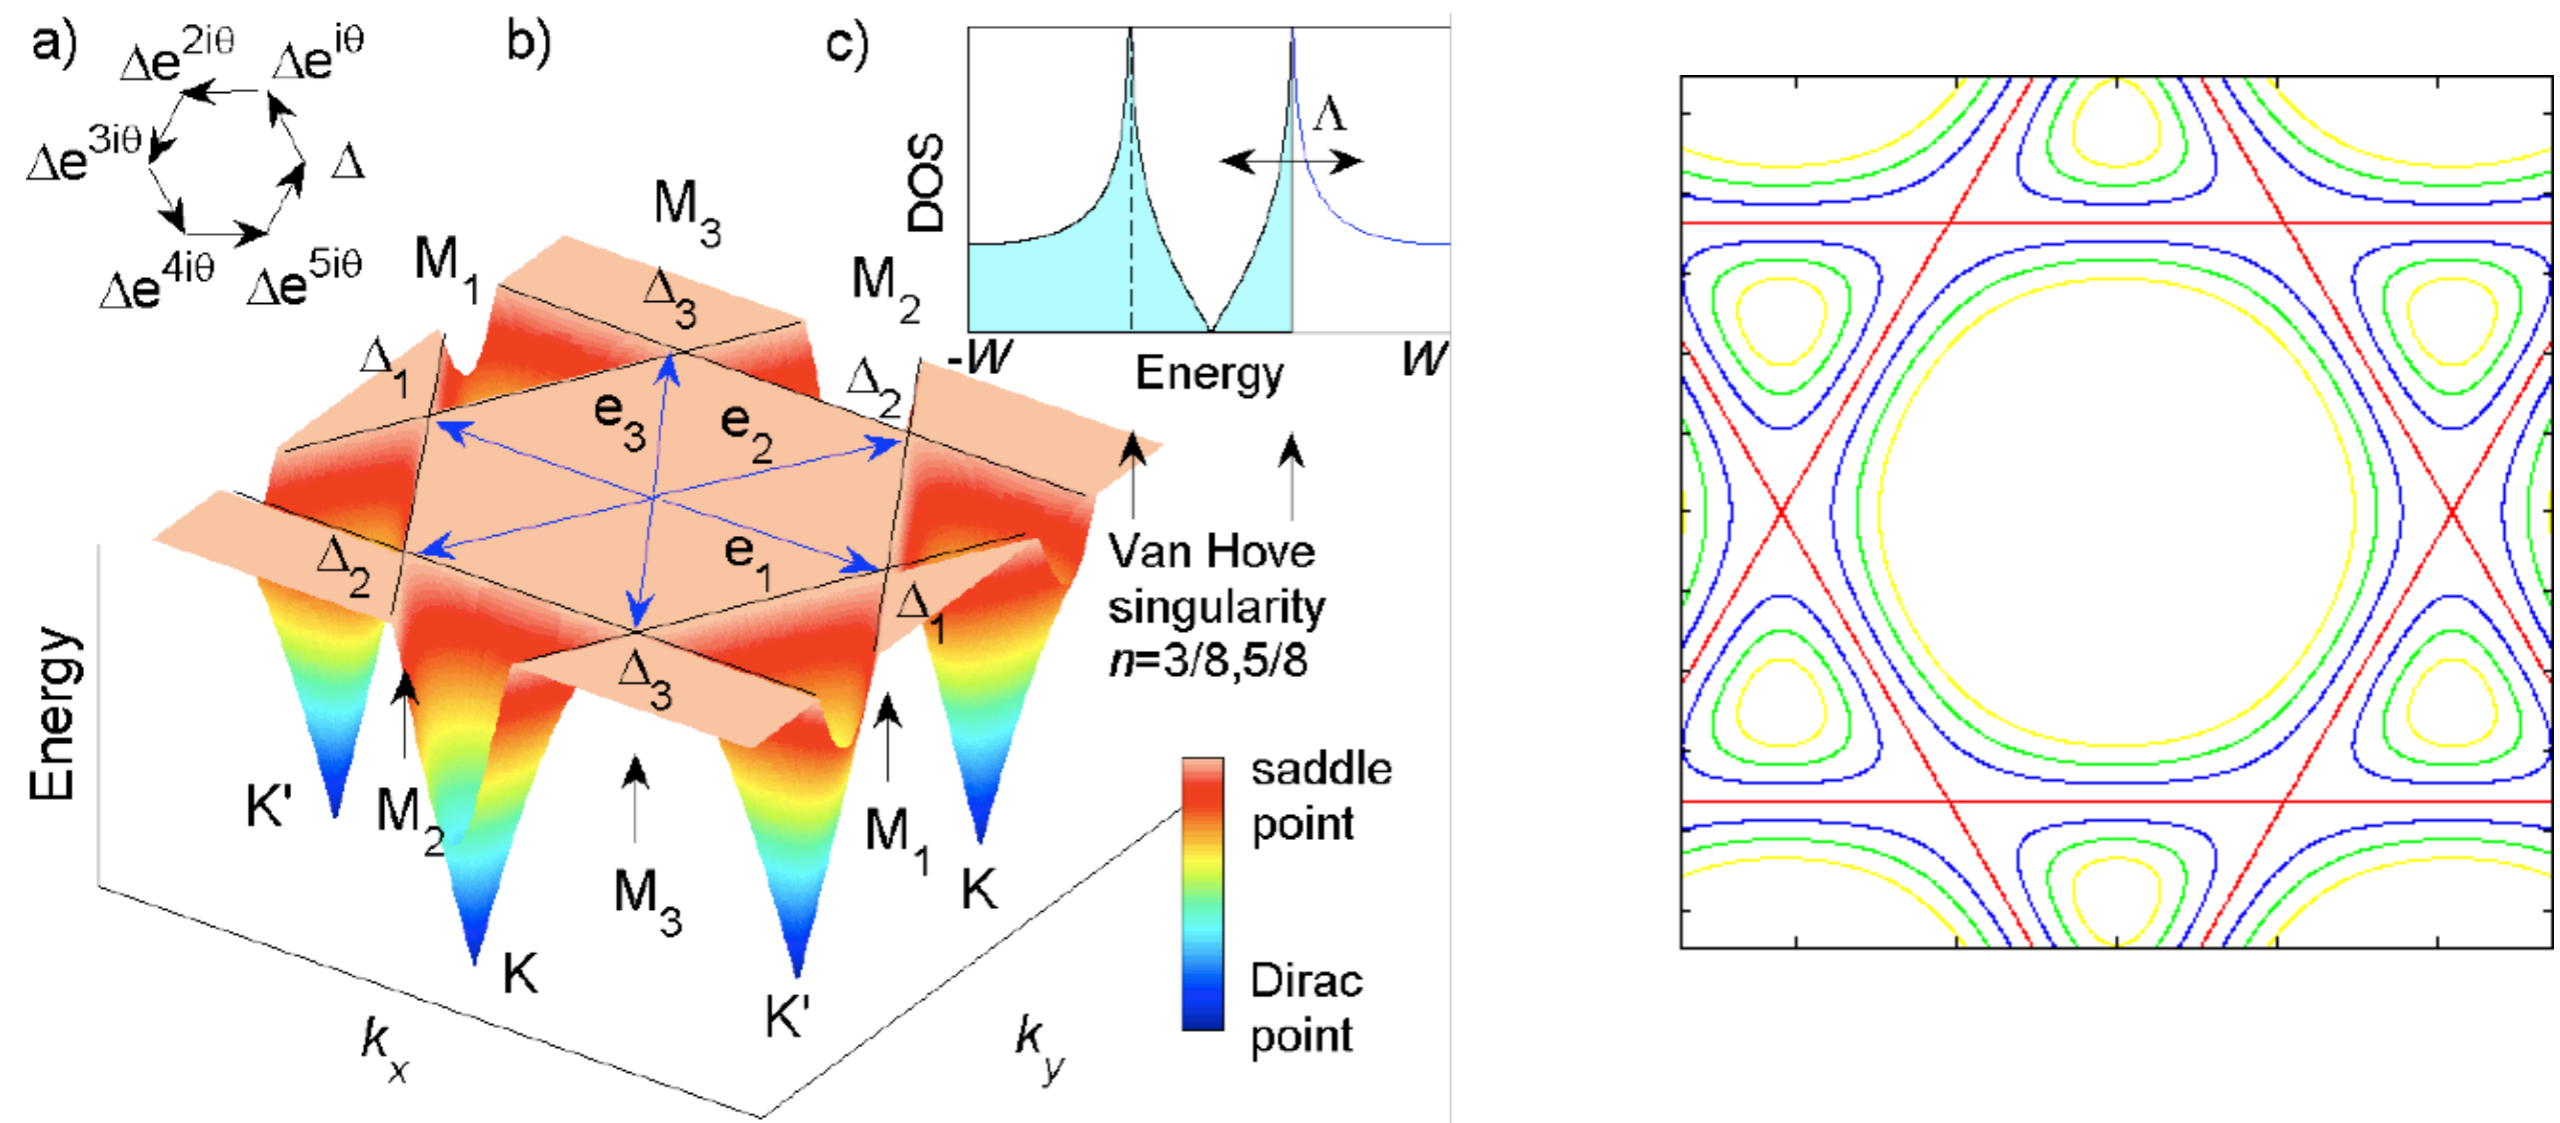 a)
Δe^2iθ
Δe^iθ
Δe^3iθ
Δ
Δe^4iθ
Δe^5iθ
b)
M_3
M_1
M_2
Δ_3
Δ_1
Δ_2
e_3
e_2
e_1
Δ_2
Δ_1
Δ_3
Energy
K'
M_2
M_3
M_1
K
K
K'
k_x
k_y
c)
DOS
Λ
-W
W
Energy
Van Hove
singularity
n=3/8,5/8
saddle
point
Dirac
point